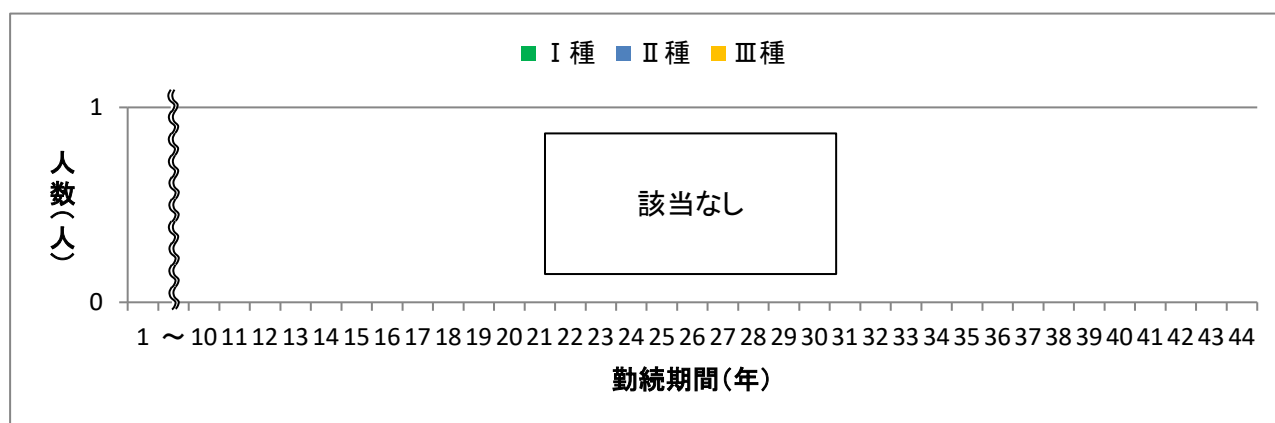 Ⅰ種 Ⅱ種 Ⅲ種
1
人数(人)
該当なし
0
1 ～ 10 11 12 13 14 15 16 17 18 19 20 21 22 23 24 25 26 27 28 29 30 31 32 33 34 35 36 37 38 39 40 41 42 43 44
勤続期間(年)